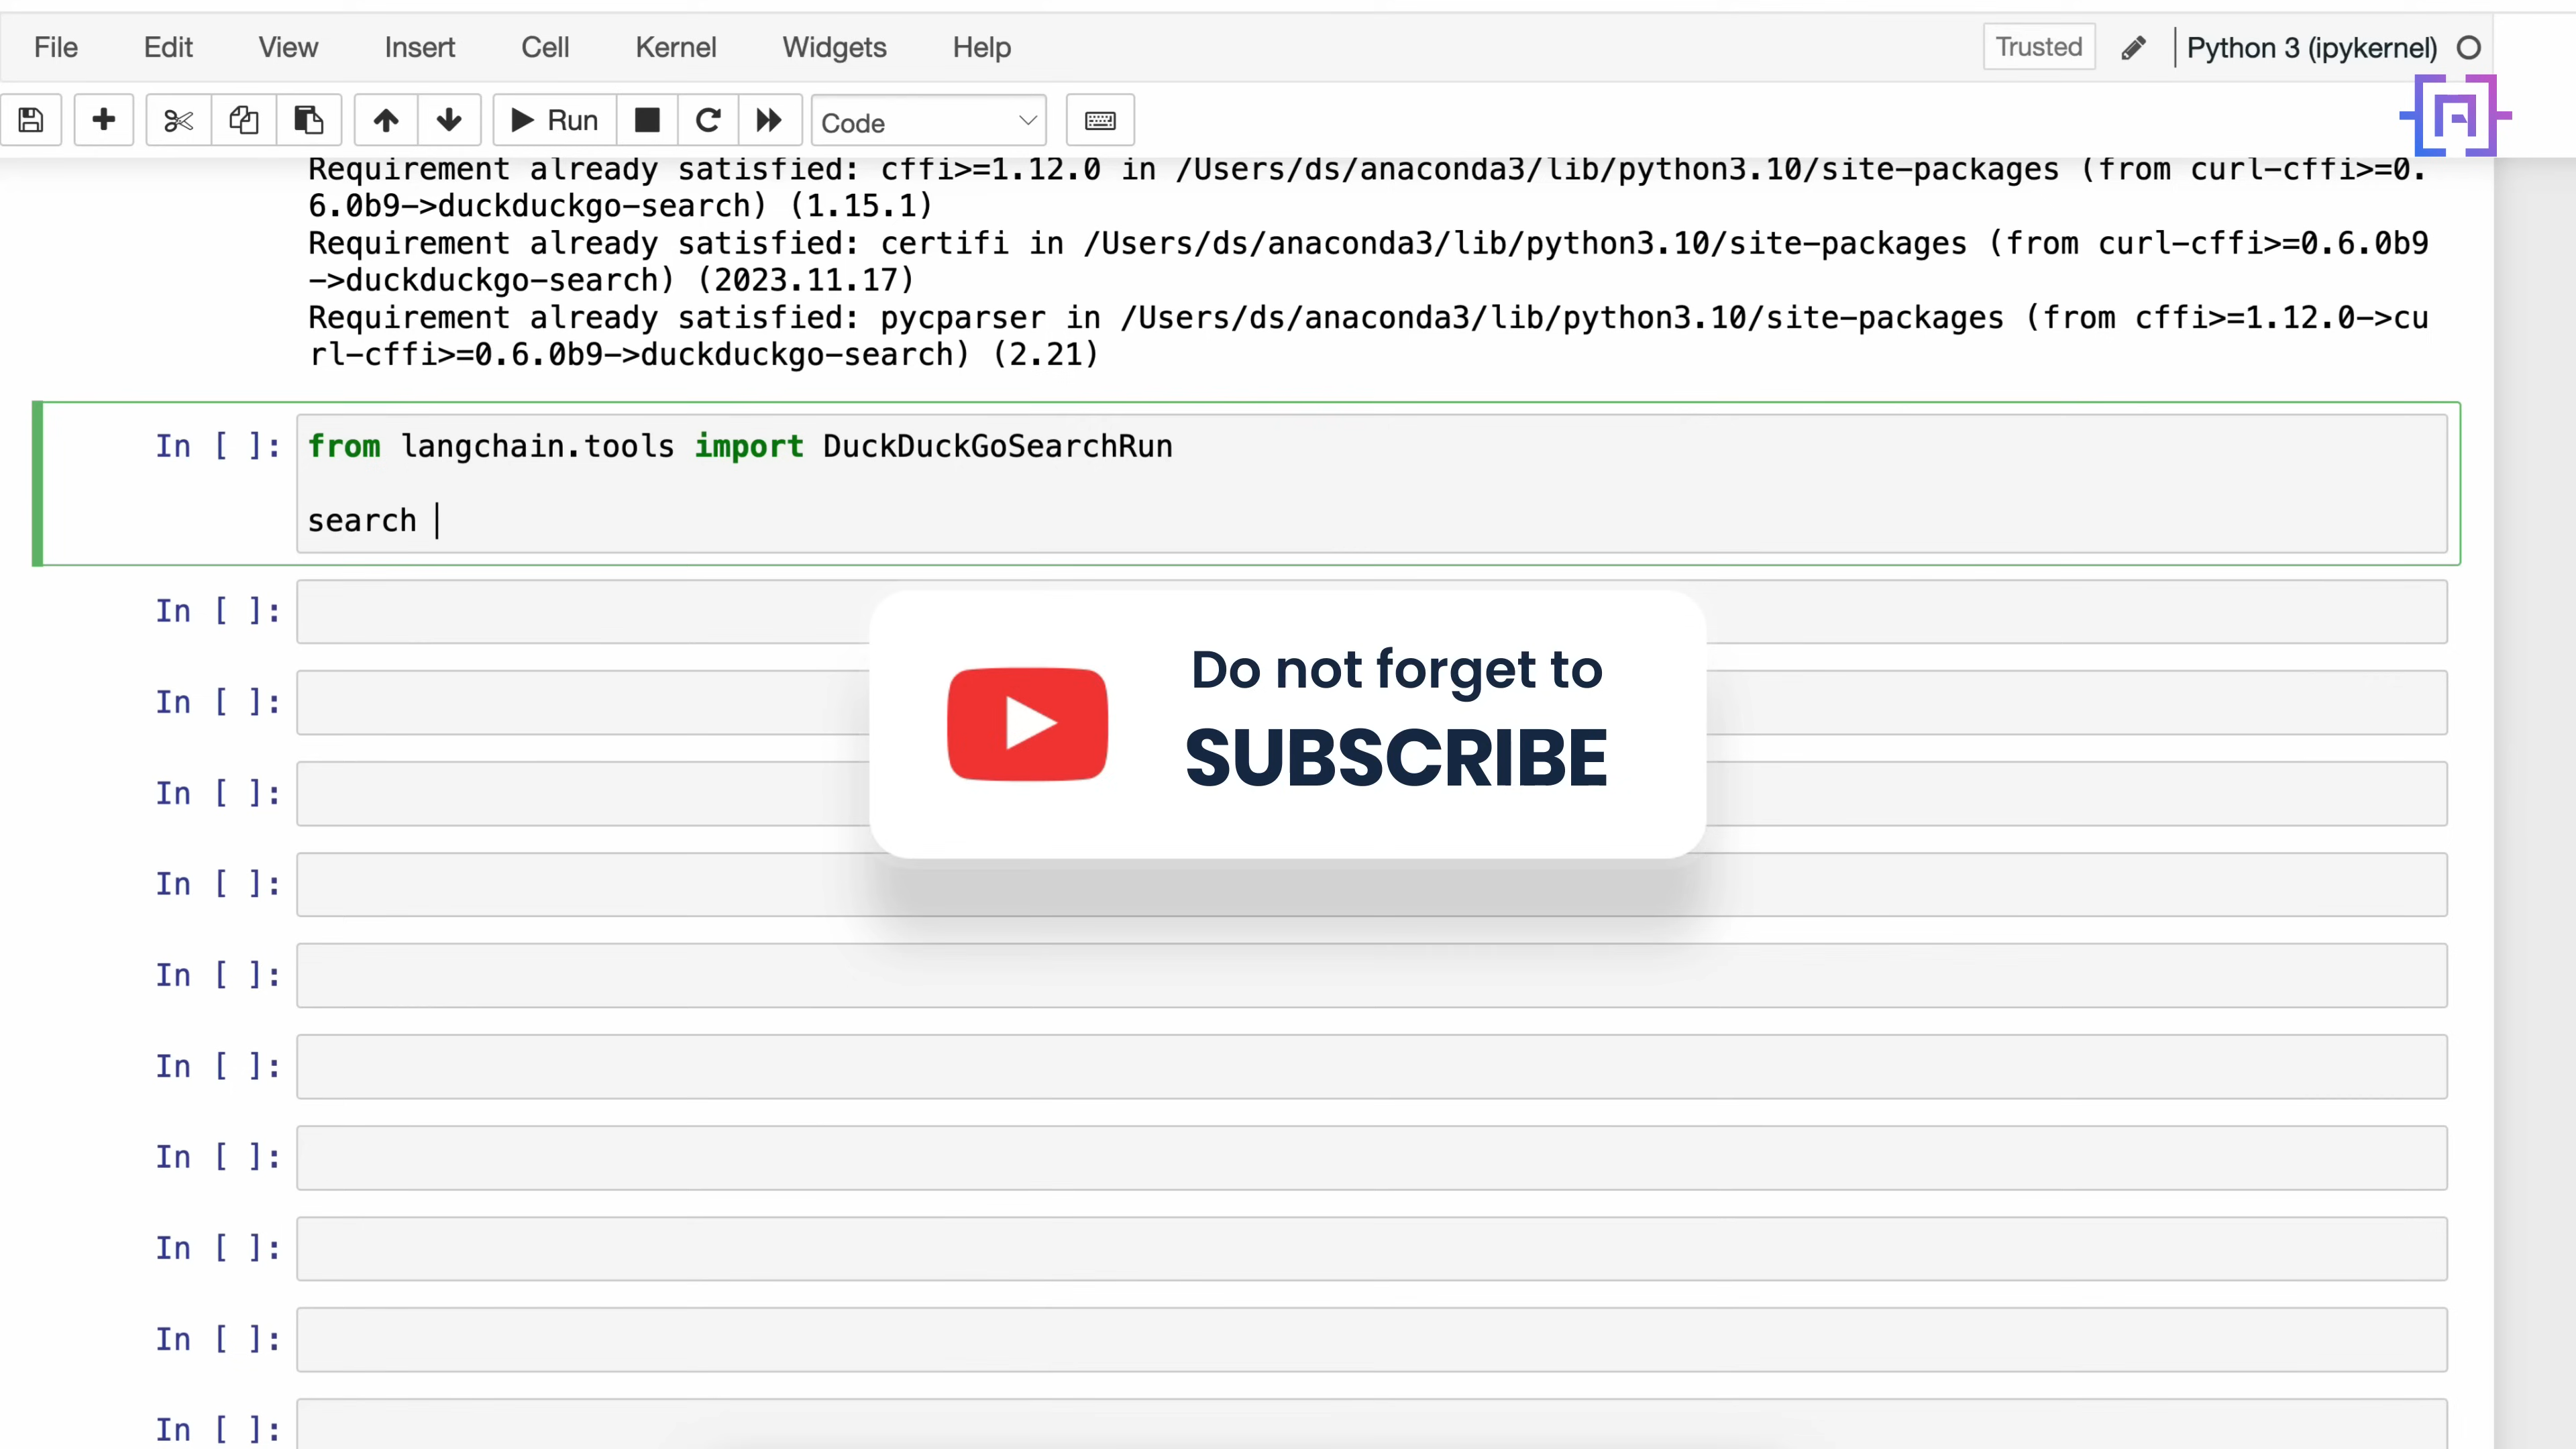 File Edit View Insert Cell Kernel Widgets Help Trusted Python 3 (ipykernel)
Run Code
Requirement already satisfied: cffi>=1.12.0 in /Users/ds/anaconda3/lib/python3.10/site-packages (from curl-cffi>=0.
6.0b9->duckduckgo-search) (1.15.1)
Requirement already satisfied: certifi in /Users/ds/anaconda3/lib/python3.10/site-packages (from curl-cffi>=0.6.0b9
->duckduckgo-search) (2023.11.17)
Requirement already satisfied: pycparser in /Users/ds/anaconda3/lib/python3.10/site-packages (from cffi>=1.12.0->cu
rl-cffi>=0.6.0b9->duckduckgo-search) (2.21)
In [ ]: from langchain.tools import DuckDuckGoSearchRun
search
In [ ]:
Do not forget to
SUBSCRIBE
In [ ]:
In [ ]:
In [ ]:
In [ ]:
In [ ]:
In [ ]:
In [ ]:
In [ ]:
In [ ]: